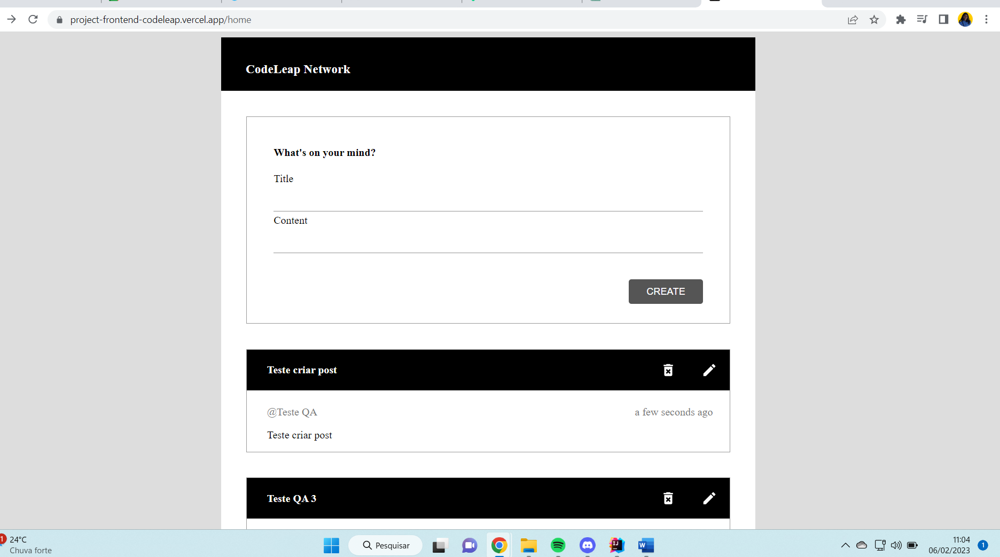 project-frontend-codeleap.vercel.app/home
CodeLeap Network
What's on your mind?
Title
Content
CREATE
Teste criar post
@Teste QA
a few seconds ago
Teste criar post
Teste QA 3
1
24°C
Chuva forte
Pesquisar
IJ
W
11:04
06/02/2023
1